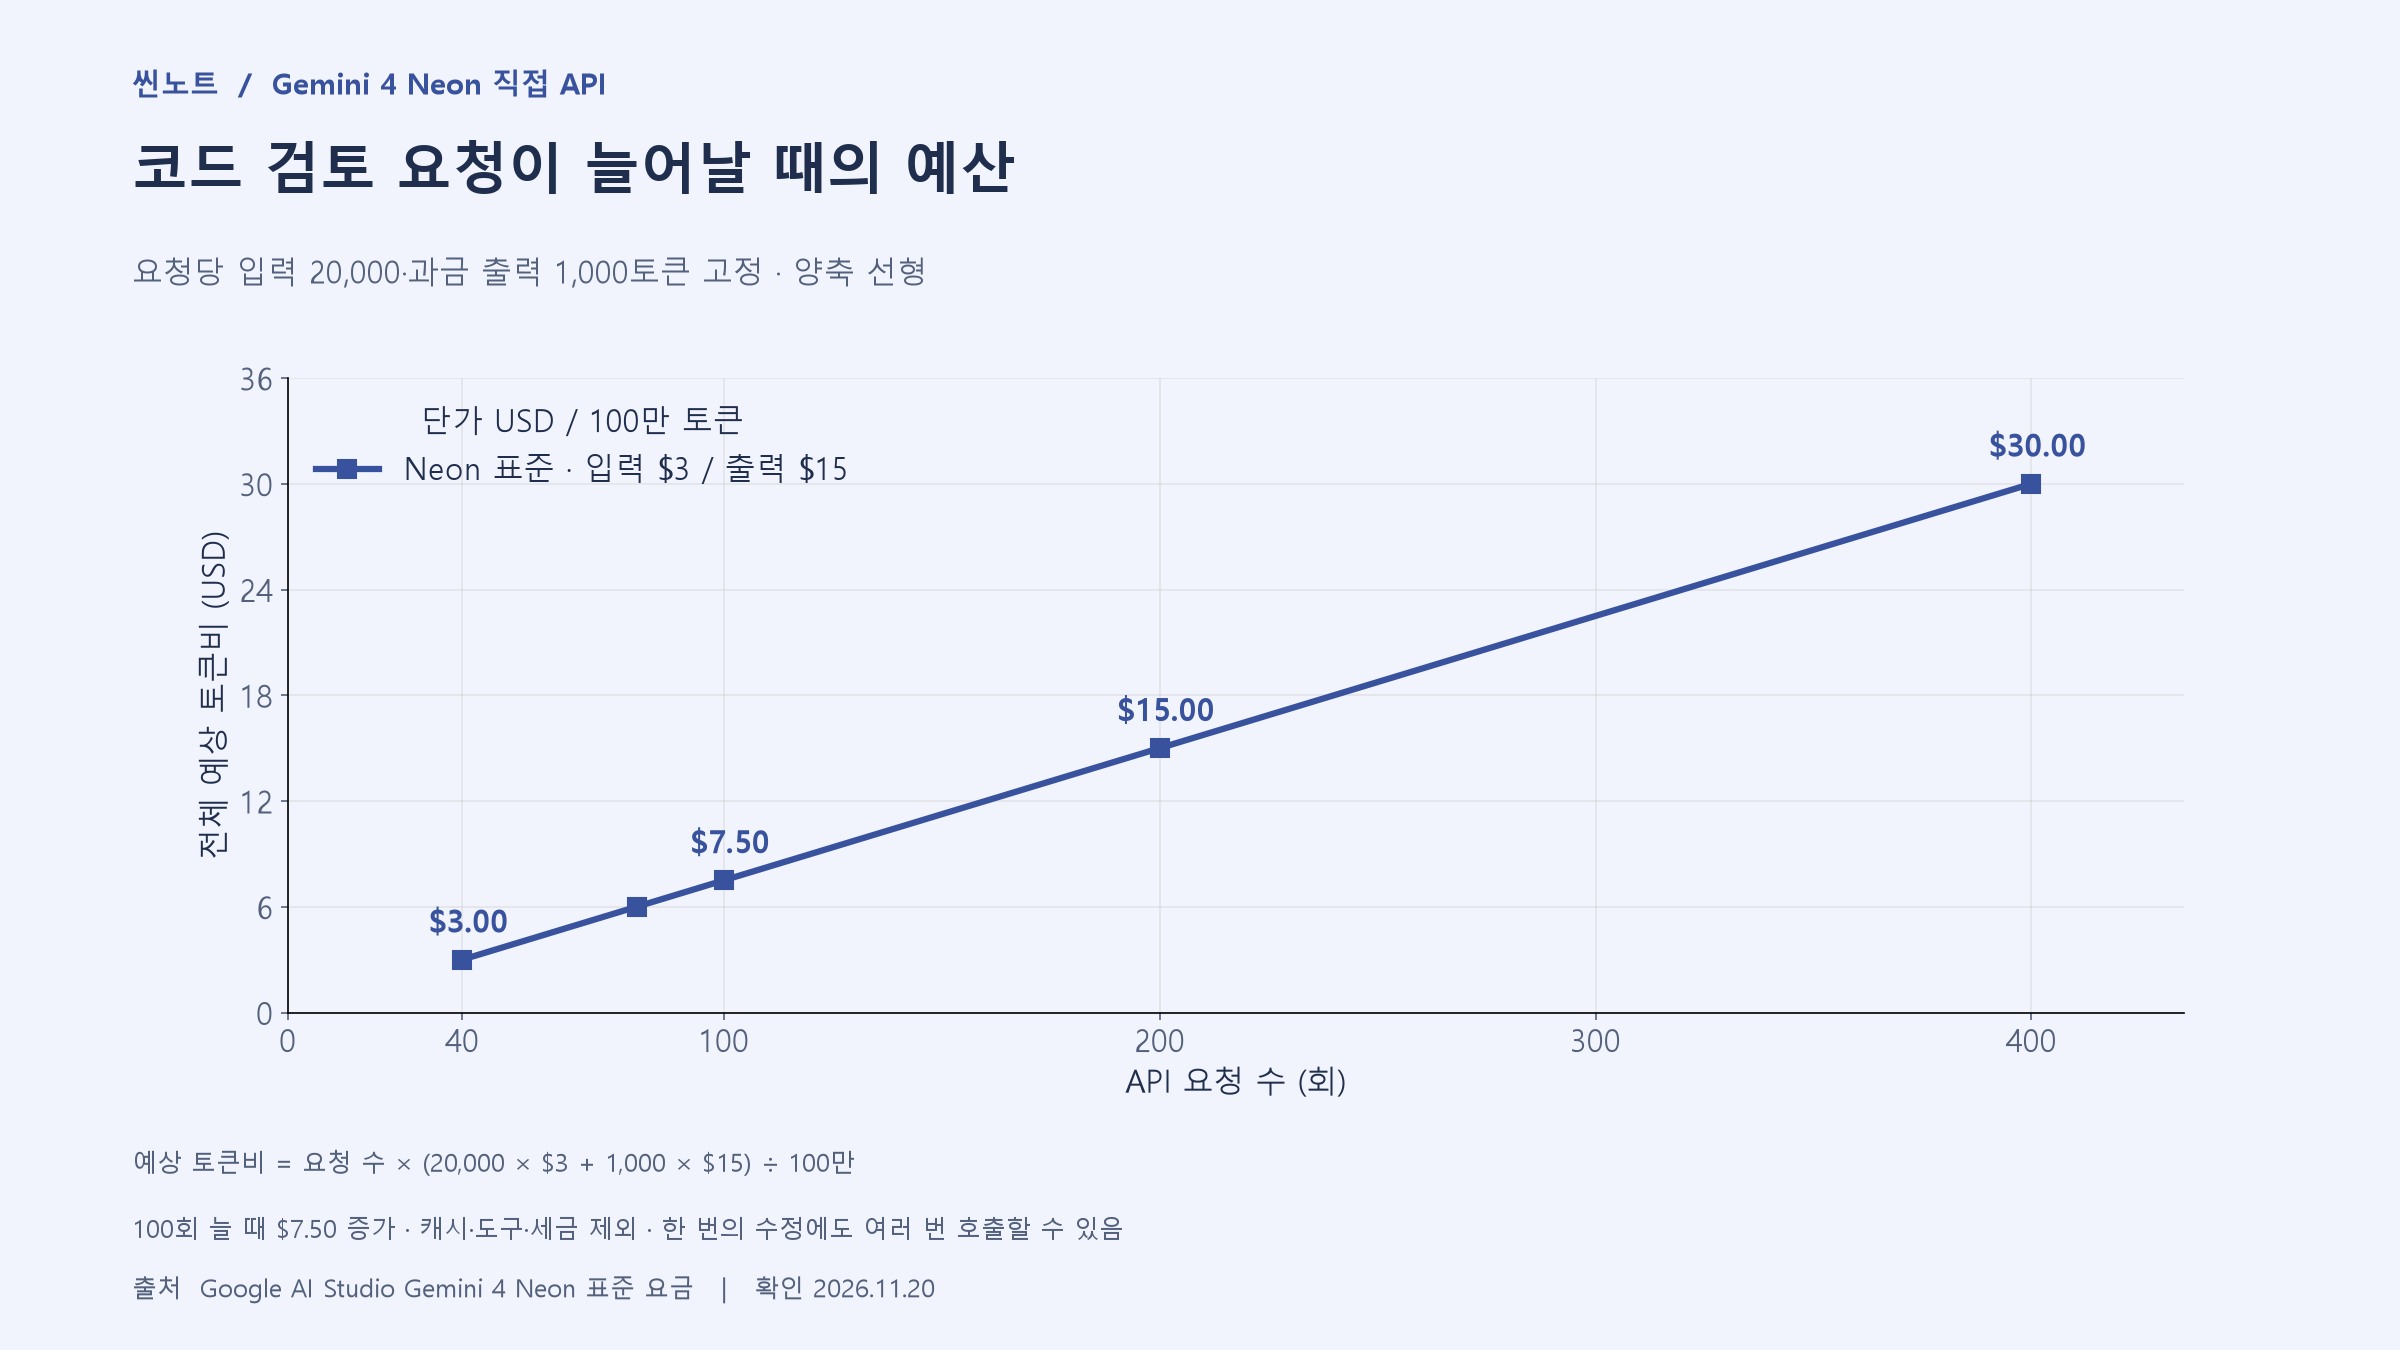 씬노트 / Gemini 4 Neon 직접 API
코드 검토 요청이 늘어날 때의 예산
요청당 입력 20,000·과금 출력 1,000토큰 고정 · 양축 선형
단가 USD / 100만 토큰
Neon 표준 · 입력 $3 / 출력 $15
전체 예상 토큰비 (USD)
36
30
24
18
12
6
0
$3.00
$7.50
$15.00
$30.00
0 40 100 200 300 400
API 요청 수 (회)
예상 토큰비 = 요청 수 × (20,000 × $3 + 1,000 × $15) ÷ 100만
100회 늘 때 $7.50 증가 · 캐시·도구·세금 제외 · 한 번의 수정에도 여러 번 호출할 수 있음
출처 Google AI Studio Gemini 4 Neon 표준 요금 | 확인 2026.11.20